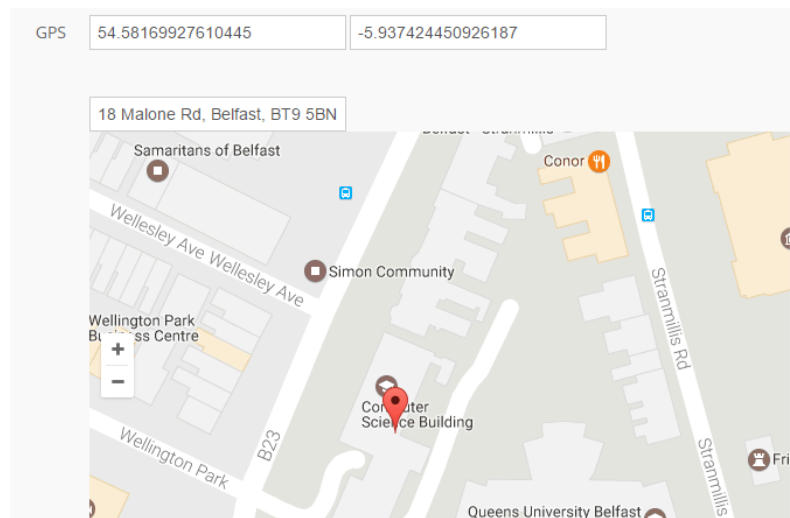 GPS 54.58169927610445 -5.937424450926187
18 Malone Rd, Belfast, BT9 5BN
Samaritans of Belfast
Conor
Wellesley Ave Wellesley Ave
Simon Community
Stranmillis Rd
Wellington Park
Business Centre
+
−
Computer
Science Building
B23
Wellington Park
Stranmillis
Fri
Queens University Belfast